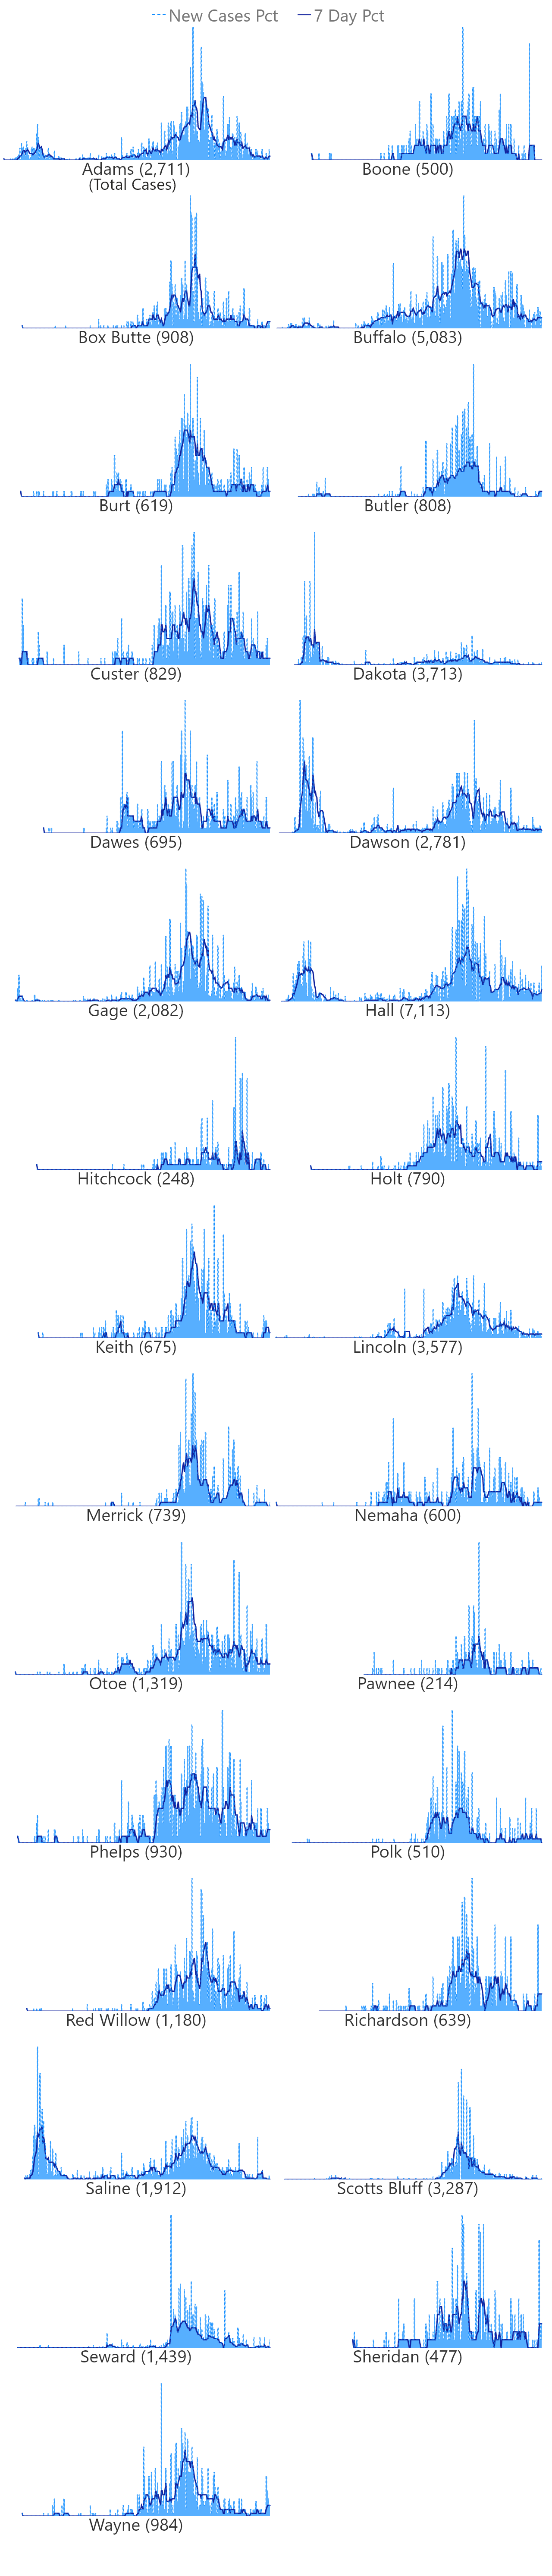 New Cases Pct 7 Day Pct
Adams (2,711) Boone (500)
(Total Cases)
Box Butte (908) Buffalo (5,083)
Burt (619) Butler (808)
Custer (829) Dakota (3,713)
Dawes (695) Dawson (2,781)
Gage (2,082) Hall (7,113)
Hitchcock (248) Holt (790)
Keith (675) Lincoln (3,577)
Merrick (739) Nemaha (600)
Otoe (1,319) Pawnee (214)
Phelps (930) Polk (510)
Red Willow (1,180) Richardson (639)
Saline (1,912) Scotts Bluff (3,287)
Seward (1,439) Sheridan (477)
Wayne (984)